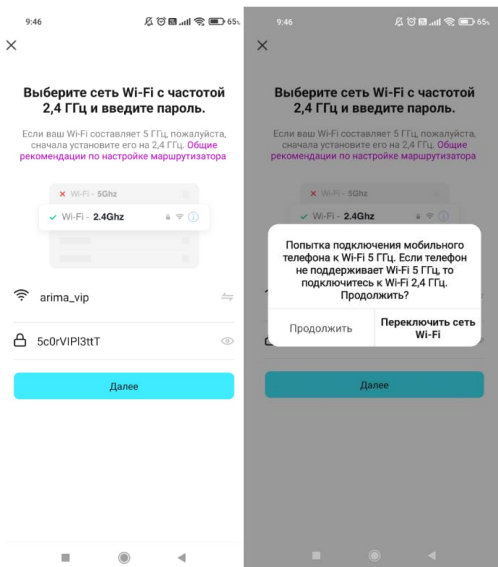 9:46
65%
Выберите сеть Wi-Fi с частотой
2,4 ГГц и введите пароль.
Если ваш Wi-Fi составляет 5 ГГц, пожалуйста,
сначала установите его на 2,4 ГГц. Общие
рекомендации по настройке маршрутизатора
Wi-Fi - 5Ghz
Wi-Fi - 2.4Ghz
arima_vip
5c0rVIPl3ttT
Далее
9:46
65%
Выберите сеть Wi-Fi с частотой
2,4 ГГц и введите пароль.
Если ваш Wi-Fi составляет 5 ГГц, пожалуйста,
сначала установите его на 2,4 ГГц. Общие
рекомендации по настройке маршрутизатора
Wi-Fi - 5Ghz
Wi-Fi - 2.4Ghz
Попытка подключения мобильного
телефона к Wi-Fi 5 ГГц. Если телефон
не поддерживает Wi-Fi 5 ГГц, то
подключитесь к Wi-Fi 2,4 ГГц.
Продолжить?
Продолжить
Переключить сеть
Wi-Fi
Далее